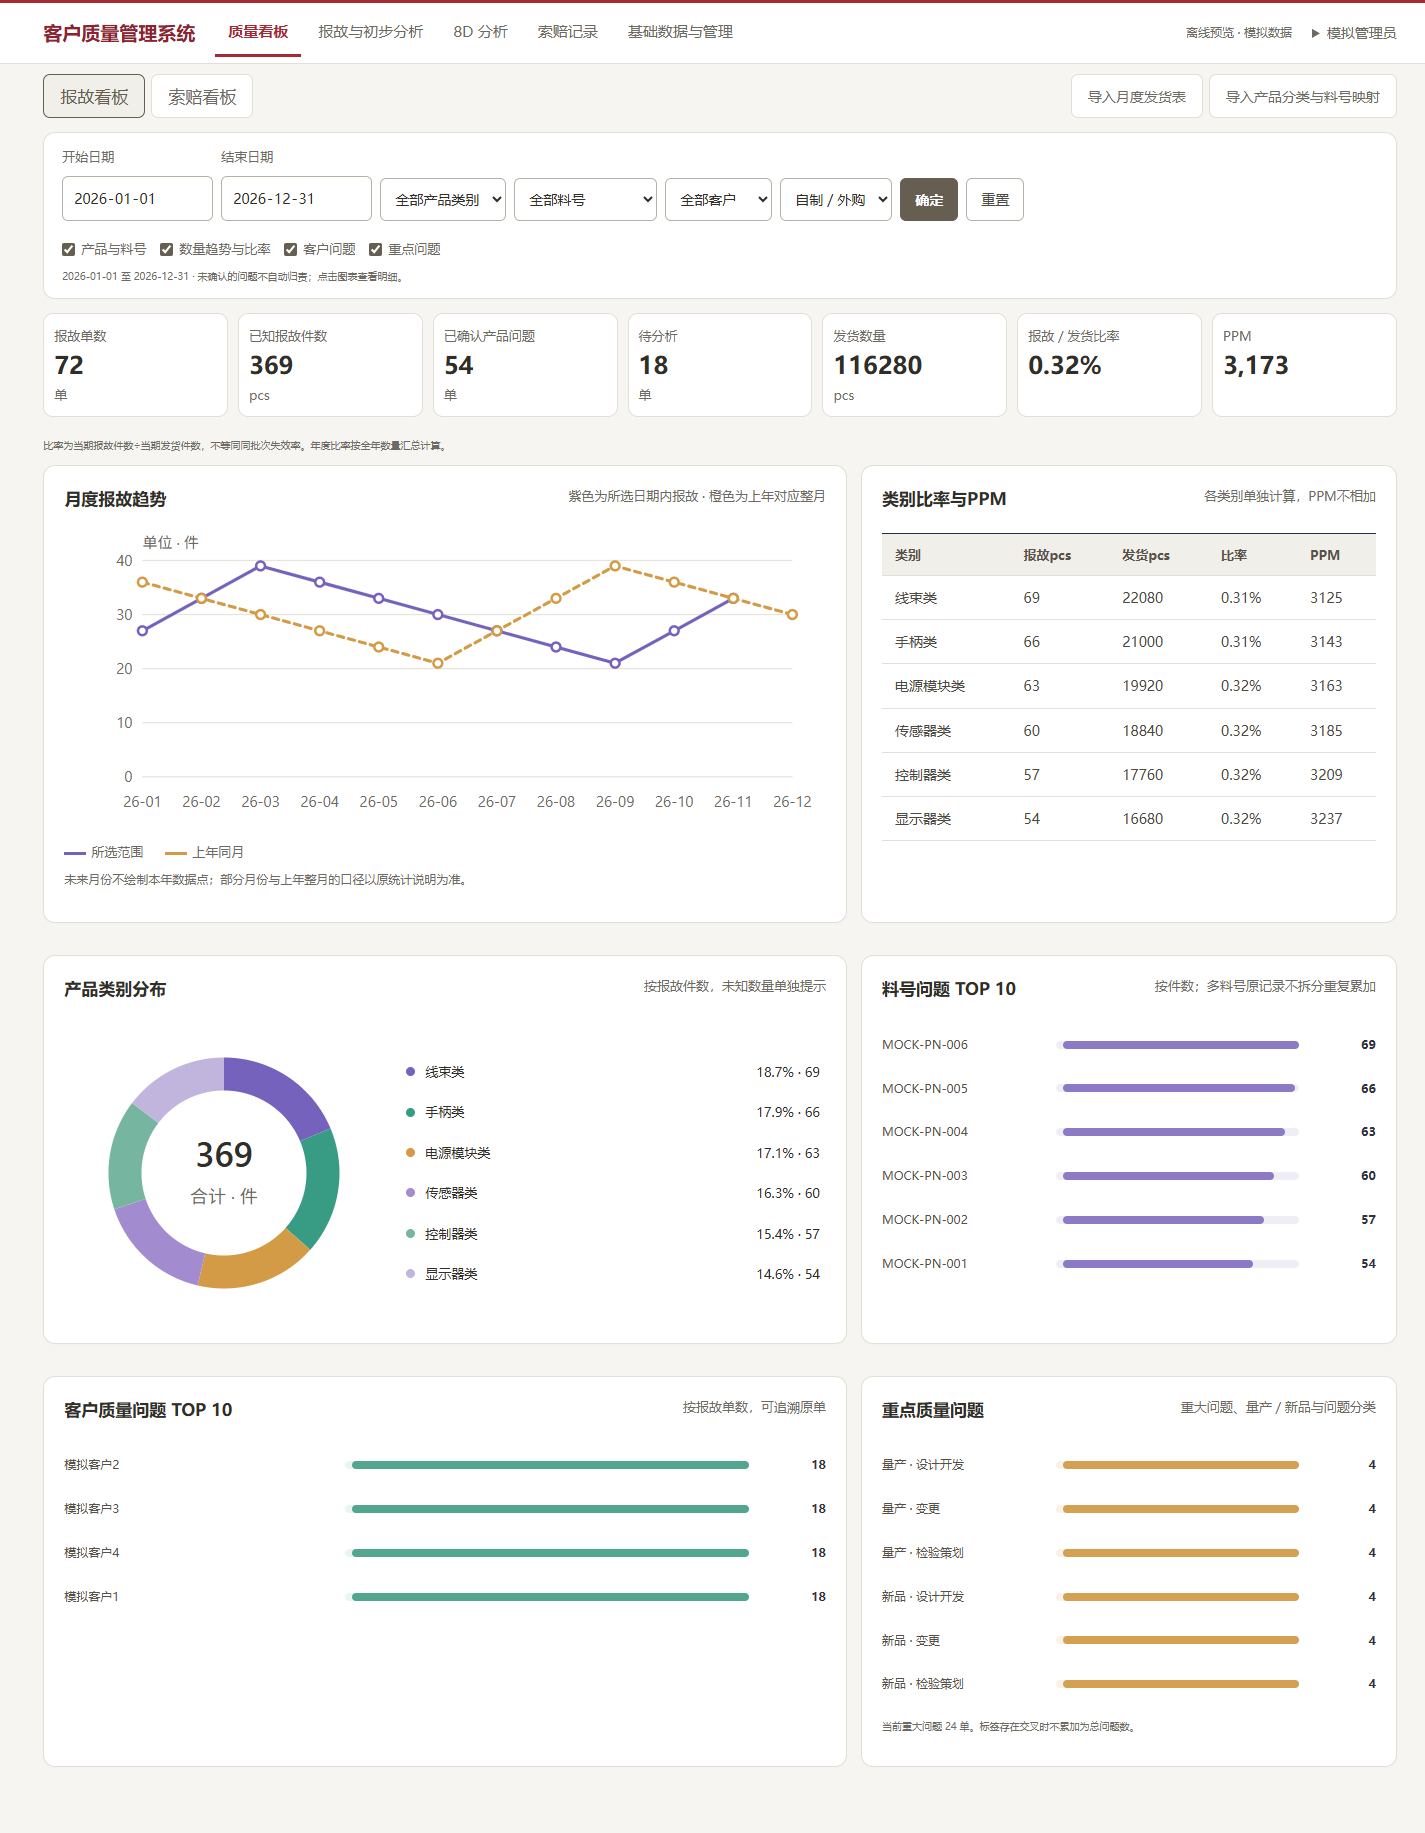 客户质量管理系统 质量看板 报故与初步分析 8D 分析 索赔记录 基础数据与管理 离线预览 · 模拟数据 ▶ 模拟管理员
报故看板 索赔看板 导入月度发货表 导入产品分类与料号映射
开始日期 结束日期
2026-01-01 2026-12-31 全部产品类别 全部料号 全部客户 自制 / 外购 确定 重置
产品与料号 数量趋势与比率 客户问题 重点问题
2026-01-01 至 2026-12-31 · 未确认的问题不自动归责；点击图表查看明细。
报故单数 已知报故件数 已确认产品问题 待分析 发货数量 报故 / 发货比率 PPM
72 369 54 18 116280 0.32% 3,173
单 pcs 单 单 pcs
比率为当期报故件数÷当期发货件数，不等同同批次失效率。年度比率按全年数量汇总计算。
月度报故趋势 紫色为所选日期内报故 · 橙色为上年对应整月
单位 · 件
40
30
20
10
0
26-01 26-02 26-03 26-04 26-05 26-06 26-07 26-08 26-09 26-10 26-11 26-12
所选范围 上年同月
未来月份不绘制本年数据点；部分月份与上年整月的口径以原统计说明为准。
类别比率与PPM 各类别单独计算，PPM不相加
类别 报故pcs 发货pcs 比率 PPM
线束类 69 22080 0.31% 3125
手柄类 66 21000 0.31% 3143
电源模块类 63 19920 0.32% 3163
传感器类 60 18840 0.32% 3185
控制器类 57 17760 0.32% 3209
显示器类 54 16680 0.32% 3237
产品类别分布 按报故件数，未知数量单独提示
369
合计 · 件
线束类 18.7% · 69
手柄类 17.9% · 66
电源模块类 17.1% · 63
传感器类 16.3% · 60
控制器类 15.4% · 57
显示器类 14.6% · 54
料号问题 TOP 10 按件数；多料号原记录不拆分重复累加
MOCK-PN-006 69
MOCK-PN-005 66
MOCK-PN-004 63
MOCK-PN-003 60
MOCK-PN-002 57
MOCK-PN-001 54
客户质量问题 TOP 10 按报故单数，可追溯原单
模拟客户2 18
模拟客户3 18
模拟客户4 18
模拟客户1 18
重点质量问题 重大问题、量产 / 新品与问题分类
量产 · 设计开发 4
量产 · 变更 4
量产 · 检验策划 4
新品 · 设计开发 4
新品 · 变更 4
新品 · 检验策划 4
当前重大问题 24 单。标签存在交叉时不累加为总问题数。